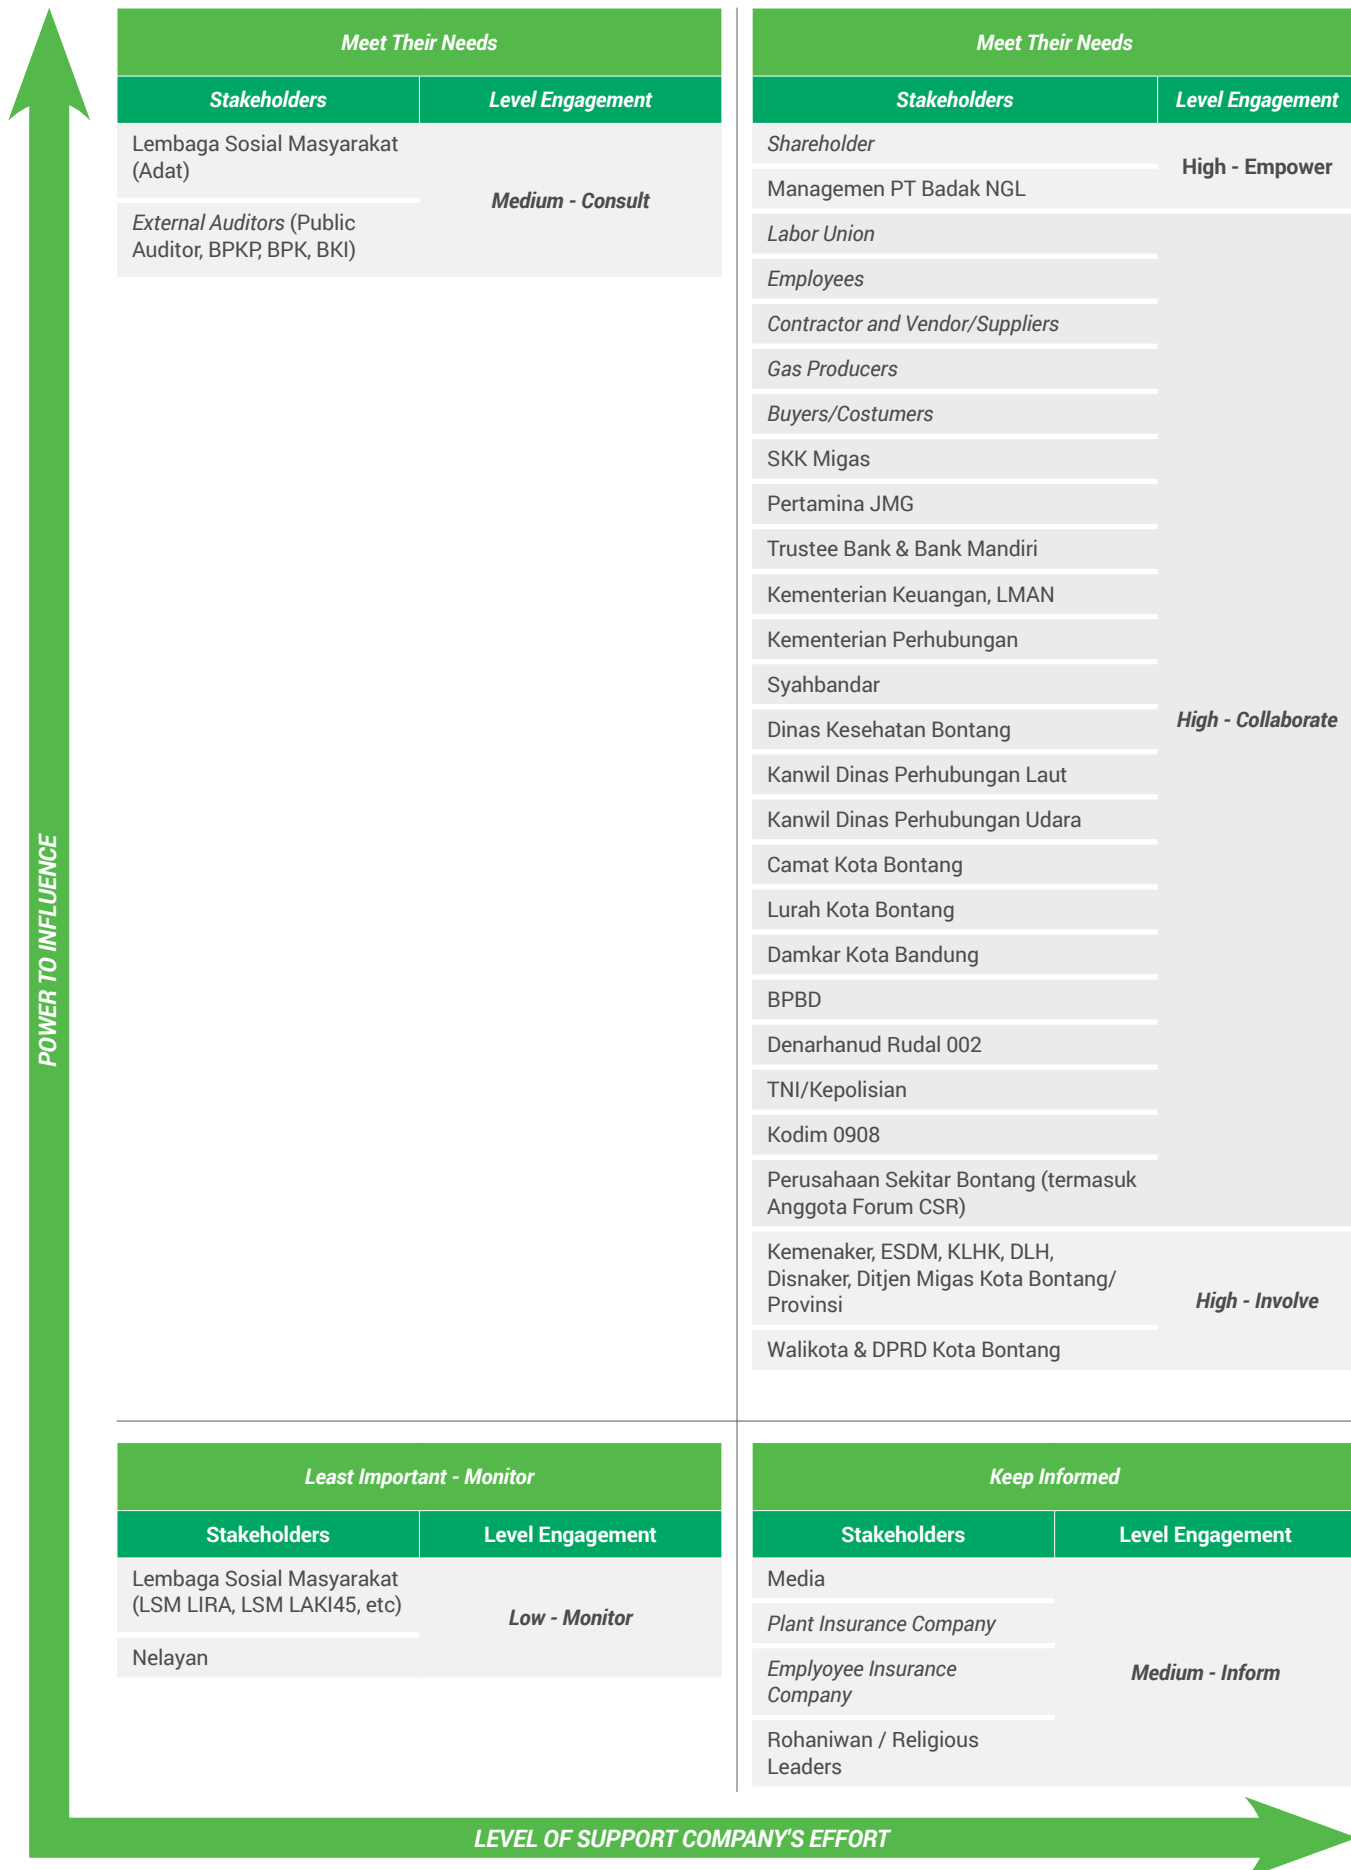 POWER TO INFLUENCE
Meet Their Needs
Stakeholders
Level Engagement
Lembaga Sosial Masyarakat
(Adat)
Medium - Consult
External Auditors (Public
Auditor, BPKP, BPK, BKI)
Meet Their Needs
Stakeholders
Level Engagement
Shareholder
High - Empower
Managemen PT Badak NGL
Labor Union
Employees
Contractor and Vendor/Suppliers
Gas Producers
Buyers/Costumers
SKK Migas
Pertamina JMG
Trustee Bank & Bank Mandiri
Kementerian Keuangan, LMAN
Kementerian Perhubungan
Syahbandar
Dinas Kesehatan Bontang
High - Collaborate
Kanwil Dinas Perhubungan Laut
Kanwil Dinas Perhubungan Udara
Camat Kota Bontang
Lurah Kota Bontang
Damkar Kota Bandung
BPBD
Denarhanud Rudal 002
TNI/Kepolisian
Kodim 0908
Perusahaan Sekitar Bontang (termasuk
Anggota Forum CSR)
Kemenaker, ESDM, KLHK, DLH,
Disnaker, Ditjen Migas Kota Bontang/
Provinsi
High - Involve
Walikota & DPRD Kota Bontang
Least Important - Monitor
Stakeholders
Level Engagement
Lembaga Sosial Masyarakat
(LSM LIRA, LSM LAKI45, etc)
Low - Monitor
Nelayan
Keep Informed
Stakeholders
Level Engagement
Media
Plant Insurance Company
Emplyoyee Insurance
Company
Medium - Inform
Rohaniwan / Religious
Leaders
LEVEL OF SUPPORT COMPANY'S EFFORT